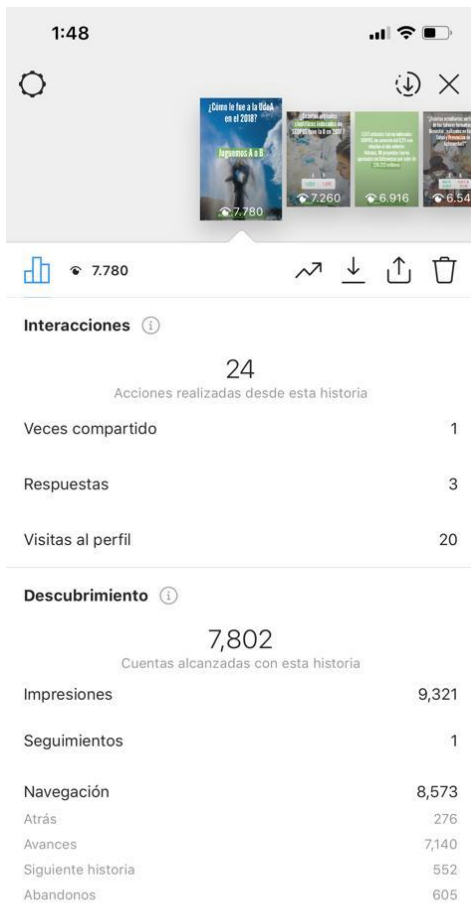 1:48
¿Cómo le fue a la UdeA
en el 2018?
Juguemos A o B
7.780
7.260
6.916
6.54
7.780
Interacciones
24
Acciones realizadas desde esta historia
Veces compartido 1
Respuestas 3
Visitas al perfil 20
Descubrimiento
7,802
Cuentas alcanzadas con esta historia
Impresiones 9,321
Seguimientos 1
Navegación 8,573
Atrás 276
Avances 7,140
Siguiente historia 552
Abandonos 605